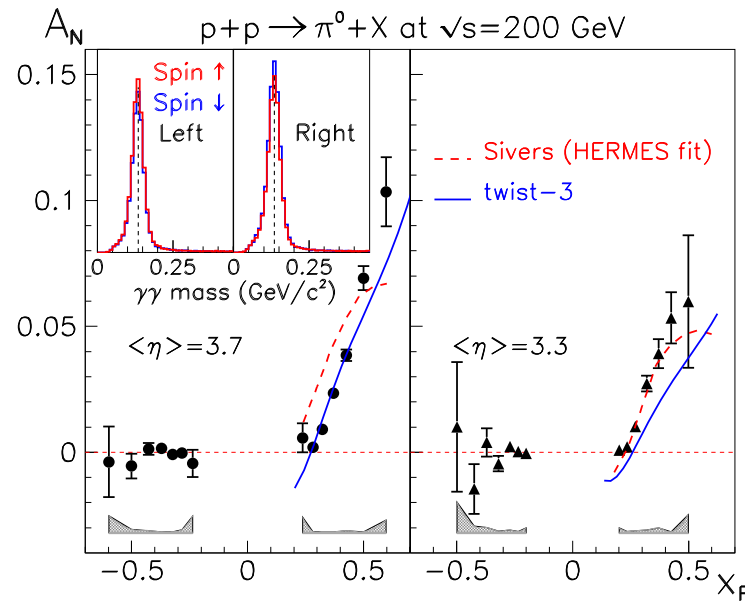 A_N
p+p → π⁰+X at √s=200 GeV
0.15
0.1
0.05
0
Spin ↑
Spin ↓
Left
Right
0 0.25 0 0.25
γγ mass (GeV/c²)
Sivers (HERMES fit)
twist−3
<η>=3.7
<η>=3.3
−0.5 0 0.5 −0.5 0 0.5
x_F